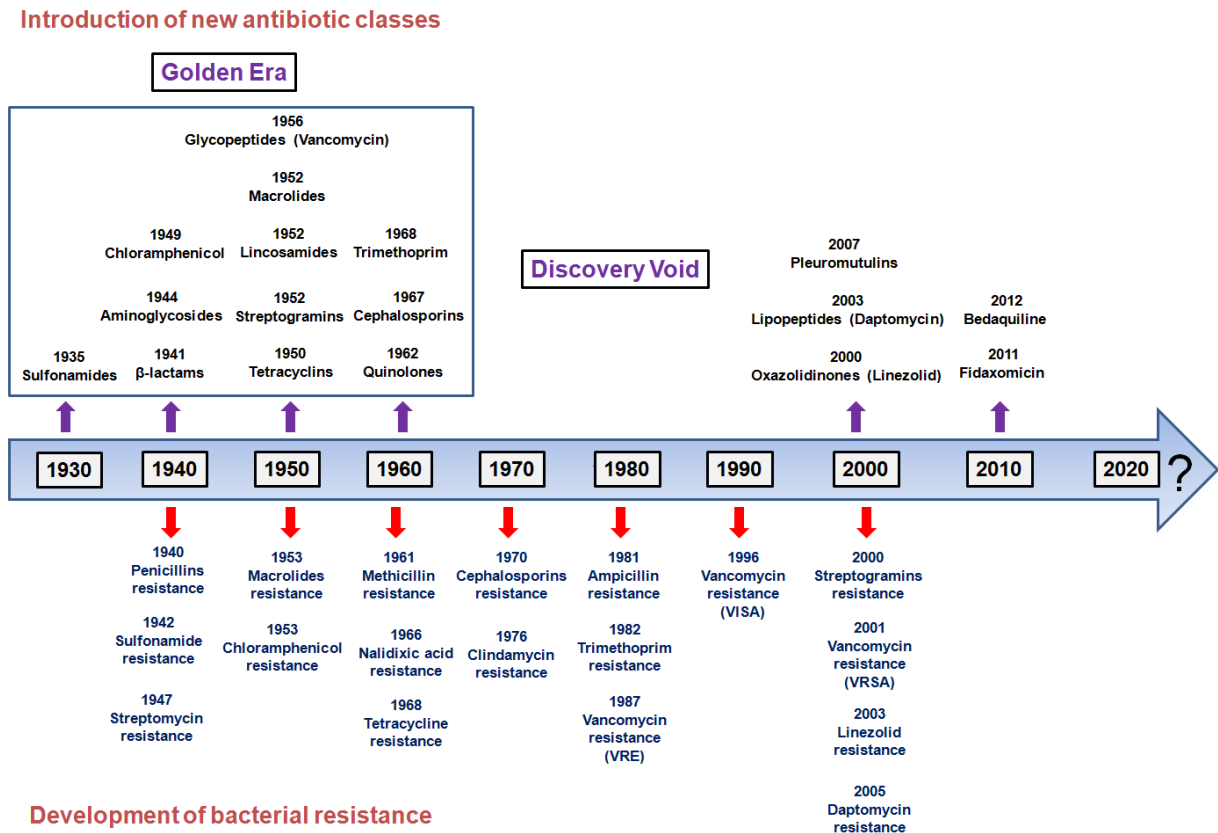 Introduction of new antibiotic classes
Golden Era
1956
Glycopeptides (Vancomycin)
1952
Macrolides
1949
Chloramphenicol
1952
Lincosamides
1968
Trimethoprim
1944
Aminoglycosides
1952
Streptogramins
1967
Cephalosporins
1935
Sulfonamides
1941
β-lactams
1950
Tetracyclins
1962
Quinolones
Discovery Void
2007
Pleuromutulins
2003
Lipopeptides (Daptomycin)
2000
Oxazolidinones (Linezolid)
2012
Bedaquiline
2011
Fidaxomicin
1930
1940
1950
1960
1970
1980
1990
2000
2010
2020
?
1940
Penicillins
resistance
1942
Sulfonamide
resistance
1947
Streptomycin
resistance
1953
Macrolides
resistance
1953
Chloramphenicol
resistance
1961
Methicillin
resistance
1966
Nalidixic acid
resistance
1968
Tetracycline
resistance
1970
Cephalosporins
resistance
1976
Clindamycin
resistance
1981
Ampicillin
resistance
1982
Trimethoprim
resistance
1987
Vancomycin
resistance
(VRE)
1996
Vancomycin
resistance
(VISA)
2000
Streptogramins
resistance
2001
Vancomycin
resistance
(VRSA)
2003
Linezolid
resistance
2005
Daptomycin
resistance
Development of bacterial resistance